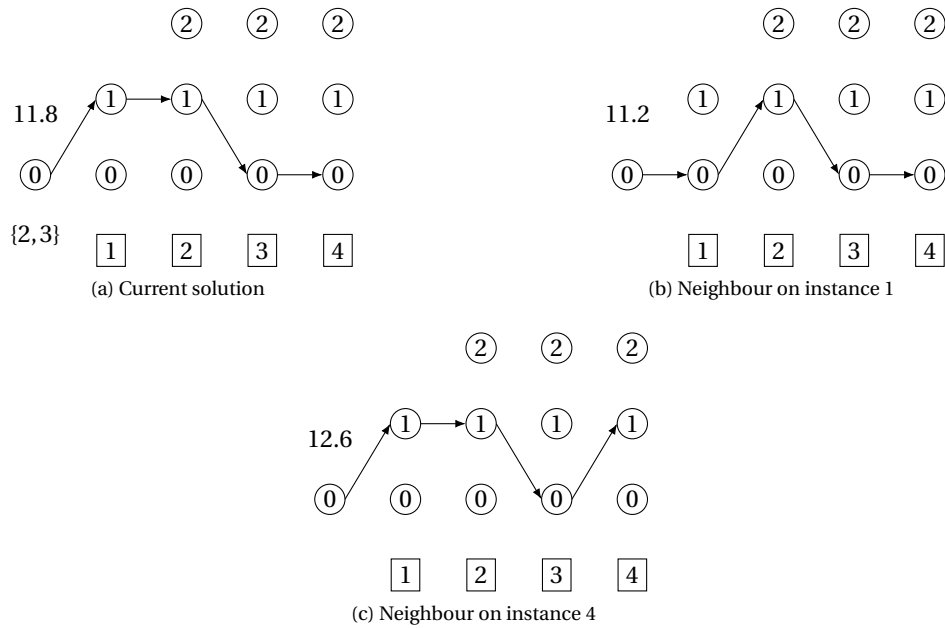 2 2 2
11.8 1 1 1 1
0 0 0 0 0
{2,3}
1 2 3 4
(a) Current solution
2 2 2
11.2 1 1 1 1
0 0 0 0 0
1 2 3 4
(b) Neighbour on instance 1
2 2 2
12.6 1 1 1 1
0 0 0 0 0
1 2 3 4
(c) Neighbour on instance 4